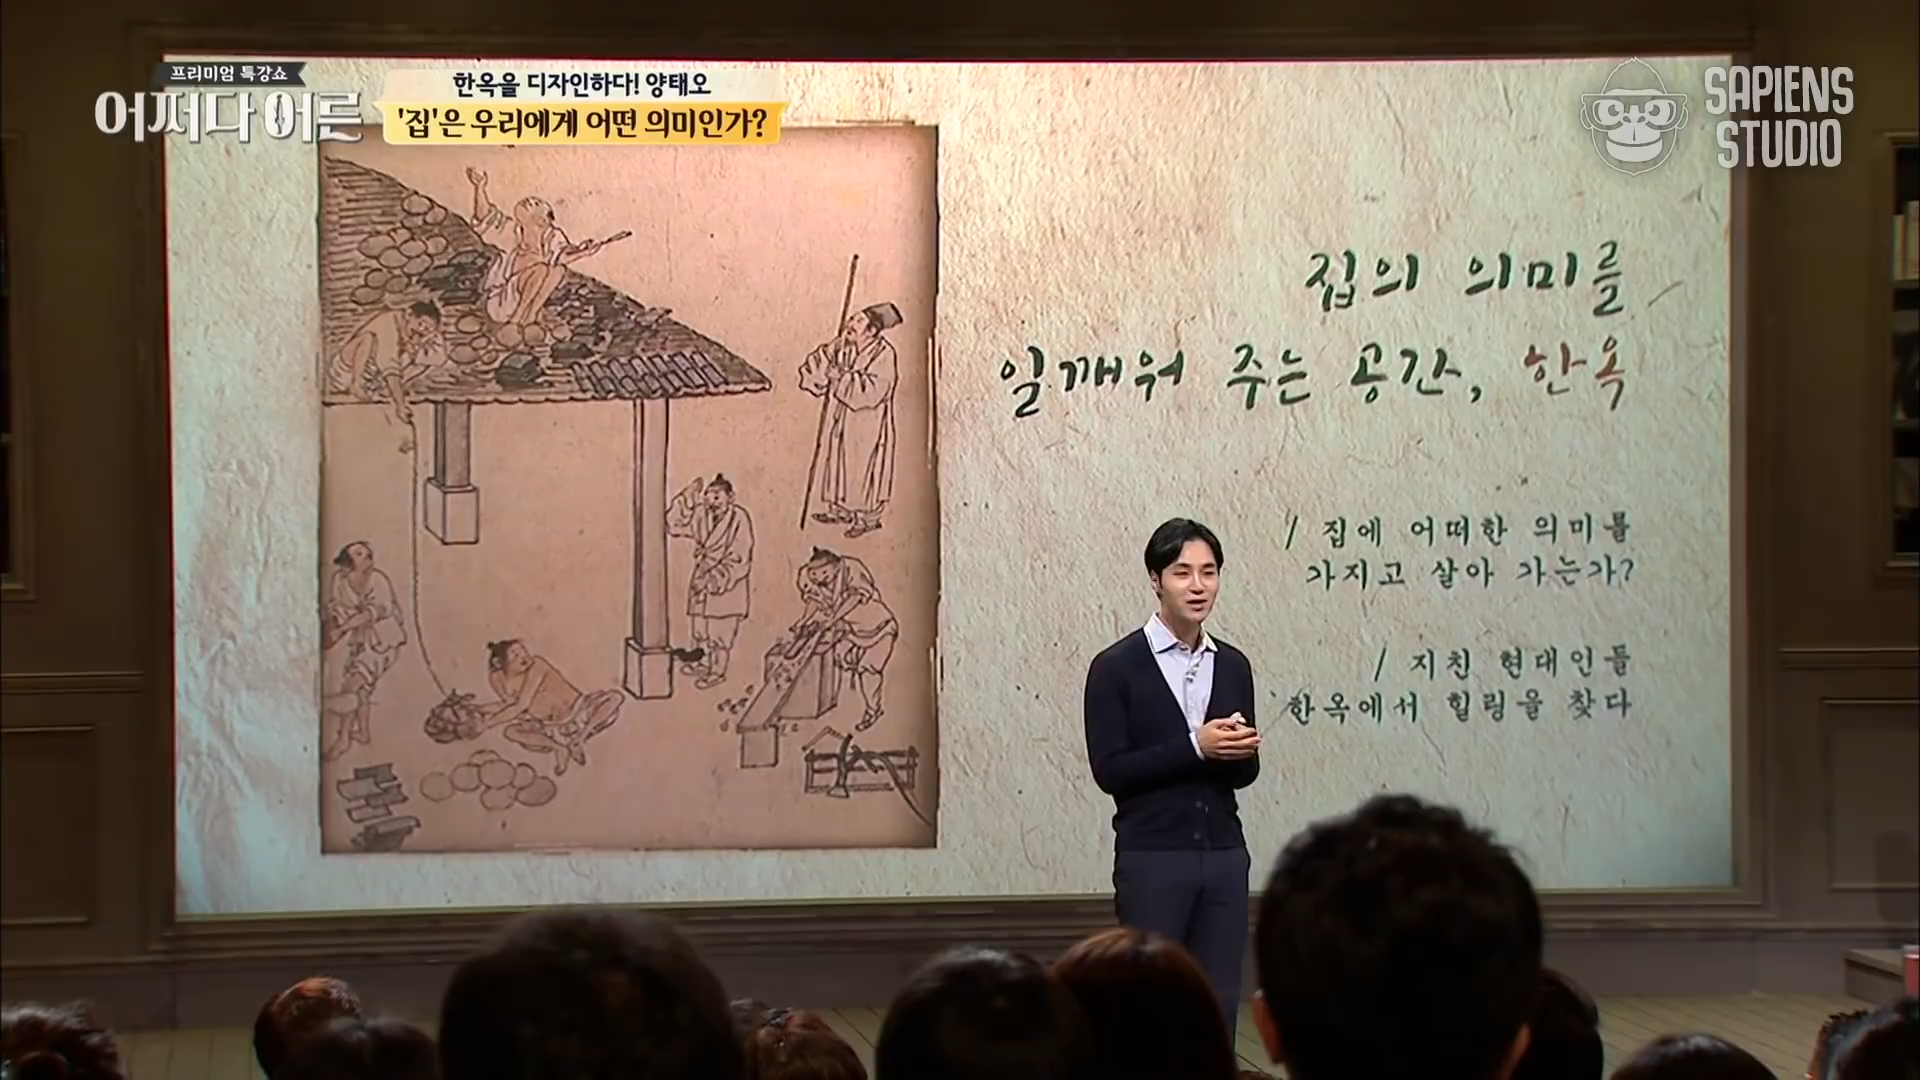 프리미엄 특강쇼
어쩌다 어른
한옥을 디자인하다! 양태오
'집'은 우리에게 어떤 의미인가?
SAPIENS
STUDIO
집의 의미를
일깨워 주는 공간, 한옥
/ 집에 어떠한 의미를
가지고 살아 가는가?
/ 지친 현대인들
한옥에서 힐링을 찾다